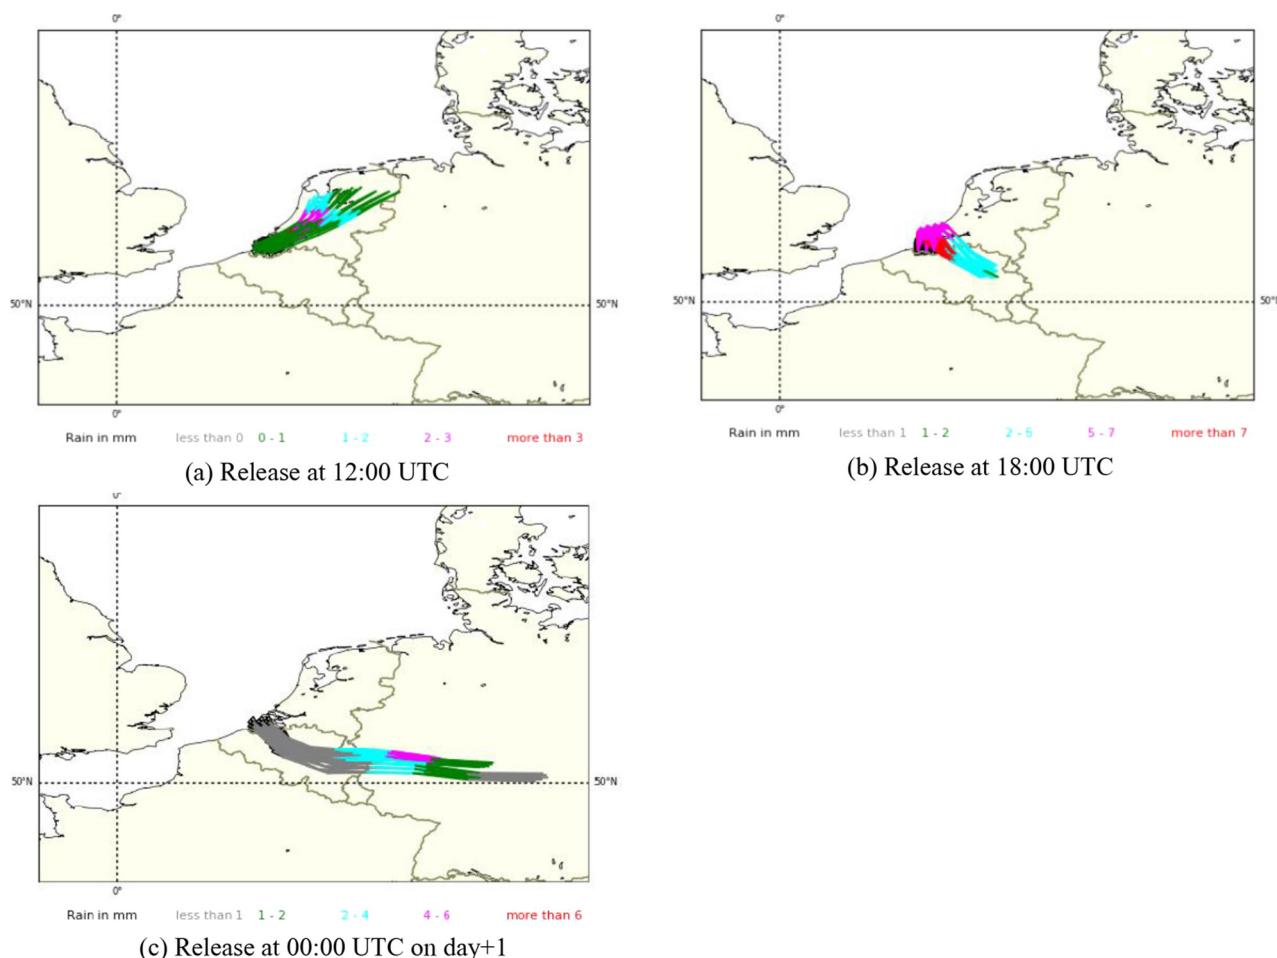 0°
0°
50°N
50°N
50°N
50°N
0°
0°
Rain in mm less than 0 0 - 1 1 - 2 2 - 3 more than 3
Rain in mm less than 1 1 - 2 2 - 5 5 - 7 more than 7
(a) Release at 12:00 UTC
(b) Release at 18:00 UTC
0°
50°N
50°N
0°
Rain in mm less than 1 1 - 2 2 - 4 4 - 6 more than 6
(c) Release at 00:00 UTC on day+1